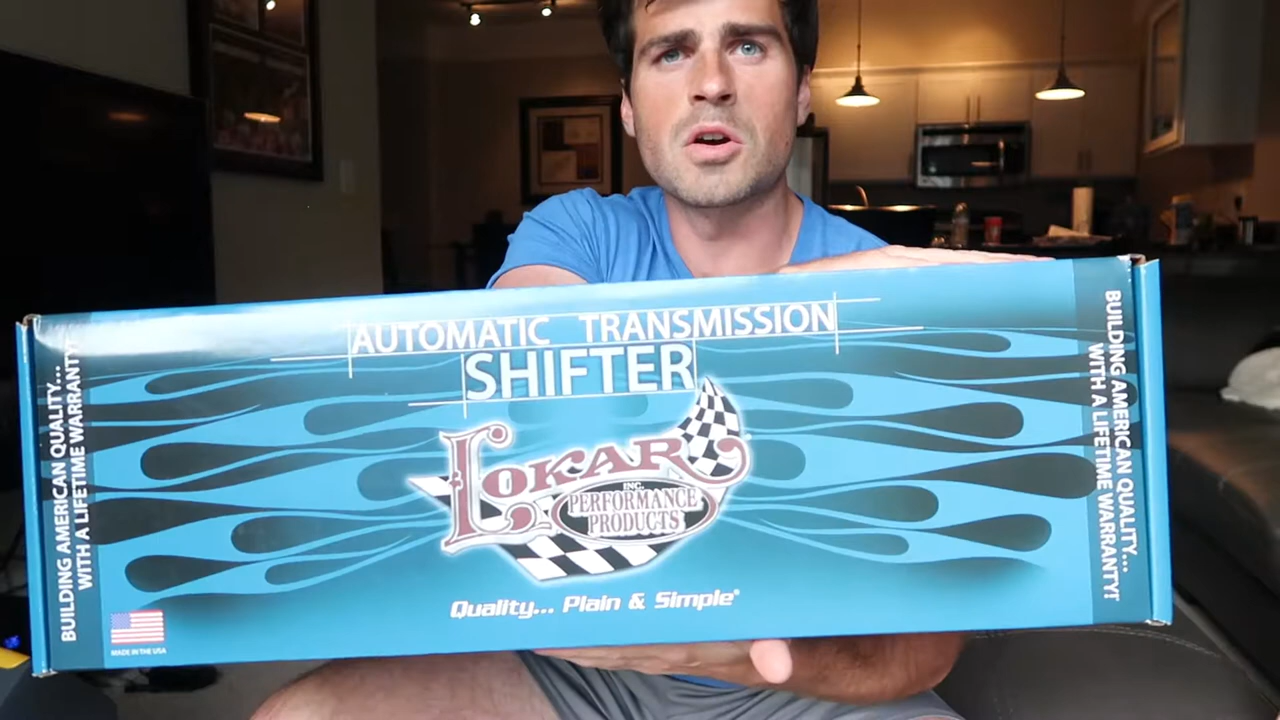 AUTOMATIC TRANSMISSION
SHIFTER
LOKAR
INC.
PERFORMANCE
PRODUCTS
Quality... Plain & Simple®
BUILDING AMERICAN QUALITY...
WITH A LIFETIME WARRANTY!
MADE IN THE USA
BUILDING AMERICAN QUALITY...
WITH A LIFETIME WARRANTY!